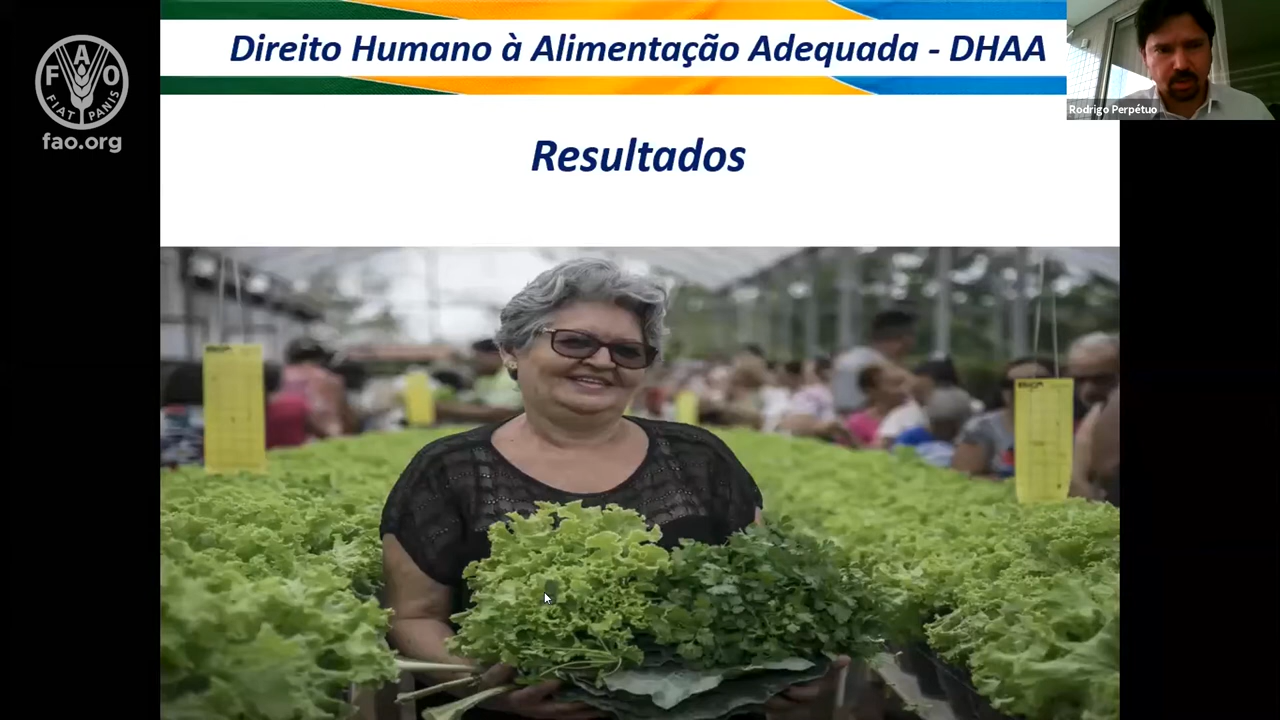 FAO
FIAT PANIS
fao.org
Direito Humano à Alimentação Adequada - DHAA
Rodrigo Perpétuo
Resultados